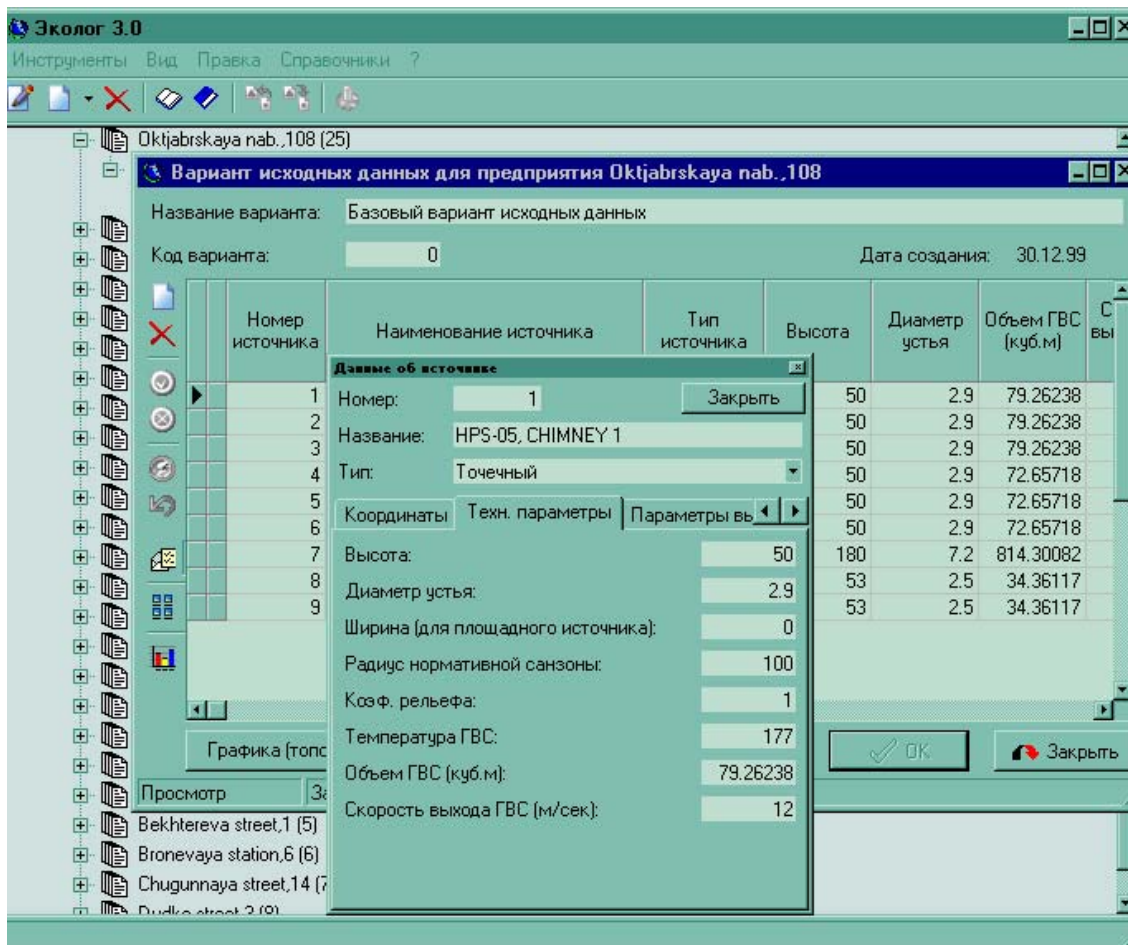 Эколог 3.0
Инструменты Вид Правка Справочники ?
Oktjabrskaya nab.,108 (25)
Вариант исходных данных для предприятия Oktjabrskaya nab.,108
Название варианта: Базовый вариант исходных данных
Код варианта: 0 Дата создания: 30.12.99
Номер источника Наименование источника Тип источника Высота Диаметр устья Объем ГВС (куб.м)
1 50 2.9 79.26238
2 50 2.9 79.26238
3 50 2.9 79.26238
4 50 2.9 72.65718
5 50 2.9 72.65718
6 50 2.9 72.65718
7 180 7.2 814.30082
8 53 2.5 34.36117
9 53 2.5 34.36117
Данные об источнике
Номер: 1 Закрыть
Название: HPS-05, CHIMNEY 1
Тип: Точечный
Координаты Техн. параметры Параметры вы
Высота: 50
Диаметр устья: 2.9
Ширина (для площадного источника): 0
Радиус нормативной санзоны: 100
Коэф. рельефа: 1
Температура ГВС: 177
Объем ГВС (куб.м): 79.26238
Скорость выхода ГВС (м/сек): 12
Графика (топо OK Закрыть
Просмотр
Bekhtereva street,1 (5)
Bronevaya station,6 (6)
Chugunnaya street,14 (7